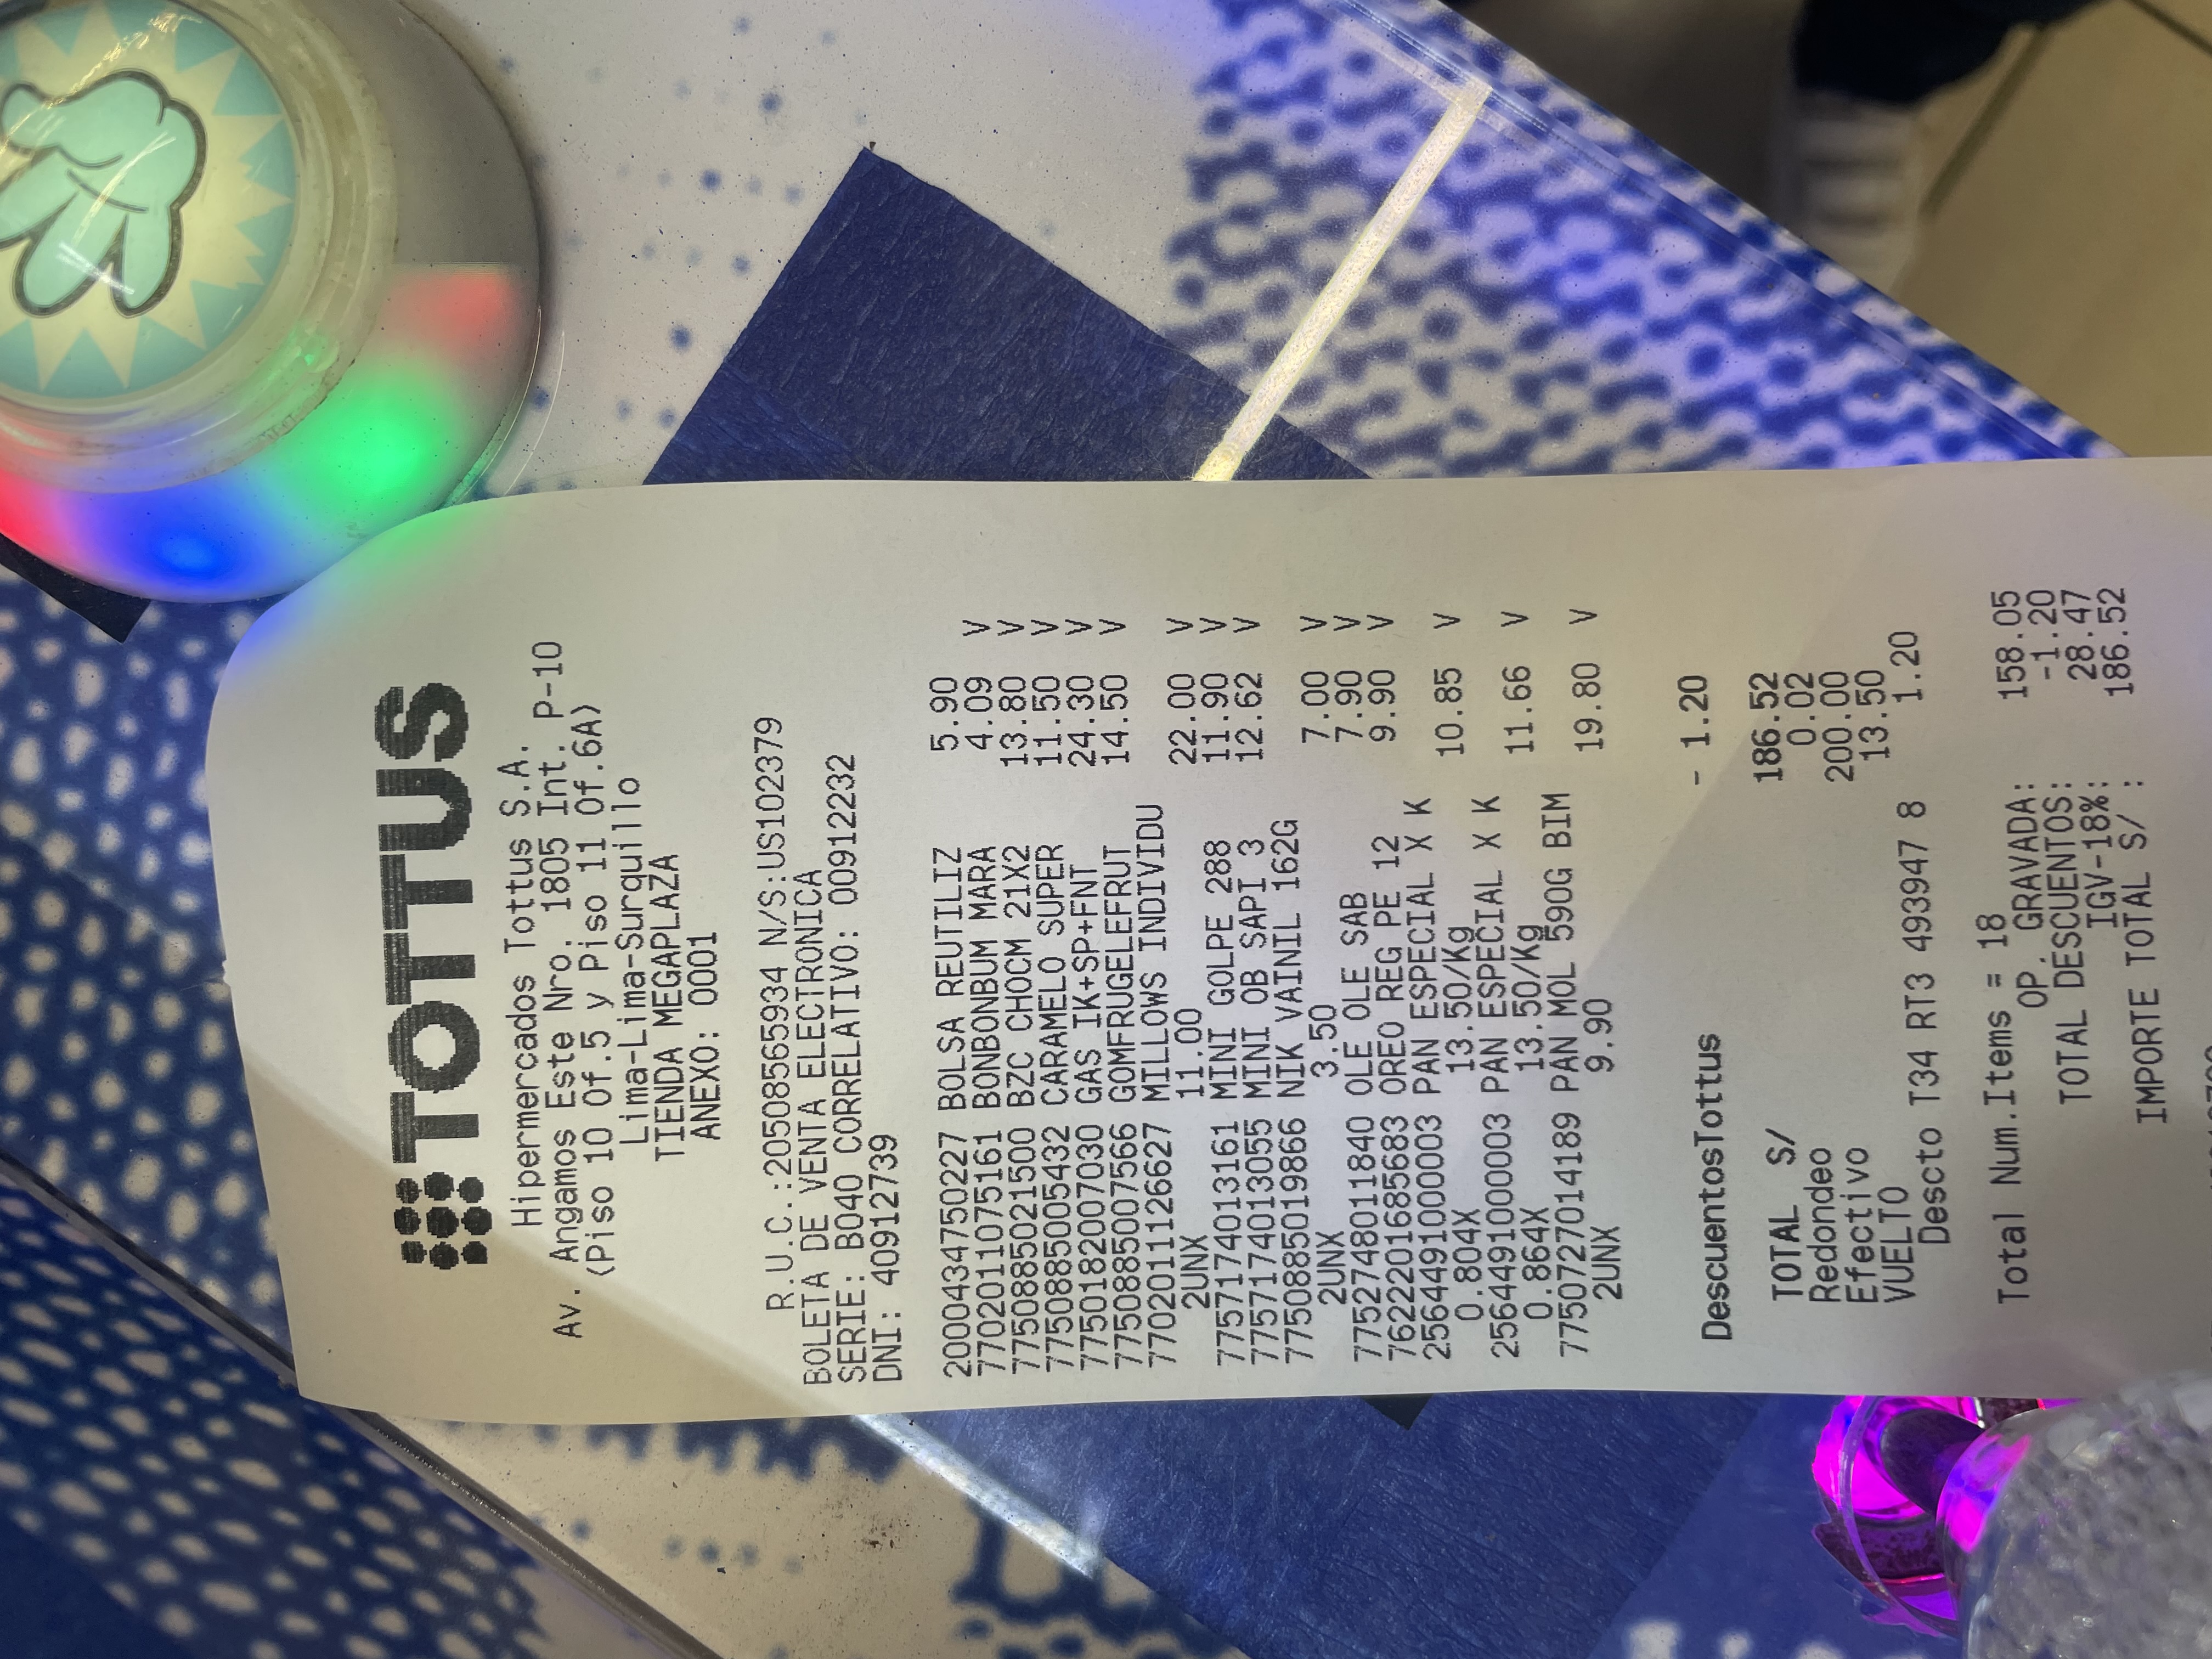 TOTTUS
Hipermercados Tottus S.A.
Av. Angamos Este Nro. 1805 Int. P-10
(Piso 10 Of.5 y Piso 11 Of.6A)
Lima-Lima-Surquillo
TIENDA MEGAPLAZA
ANEXO: 0001
R.U.C.:20508565934 N/S:US102379
BOLETA DE VENTA ELECTRONICA
SERIE: B040 CORRELATIVO: 00912232
DNI: 40912739
2000434750227 BOLSA REUTILIZ 5.90
7702011075161 BONBONBUM MARA 4.09 V
7750885021500 BZC CHOCM 21X2 13.80 V
7750885005432 CARAMELO SUPER 11.50 V
7750182007030 GAS IK+SP+FNT 24.30 V
7750885007566 GOMFRUGELEFRUT 14.50 V
7702011126627 MILLOWS INDIVIDU
2UNX 11.00 22.00 V
7757174013161 MINI GOLPE 288 11.90 V
7757174013055 MINI OB SAPI 3 12.62 V
7750885019866 NIK VAINIL 162G
2UNX 3.50 7.00 V
7752748011840 OLE OLE SAB 7.90 V
7622201685683 OREO REG PE 12 9.90 V
2564491000003 PAN ESPECIAL X K
0.804X 13.50/Kg 10.85 V
2564491000003 PAN ESPECIAL X K
0.864X 13.50/Kg 11.66 V
7750727014189 PAN MOL 590G BIM
2UNX 9.90 19.80 V
DescuentosTottus - 1.20
TOTAL S/ 186.52
Redondeo 0.02
Efectivo 200.00
VUELTO 13.50
Descto T34 RT3 493947 8 1.20
Total Num.Items = 18
OP. GRAVADA: 158.05
TOTAL DESCUENTOS: -1.20
IGV-18%: 28.47
IMPORTE TOTAL S/ : 186.52